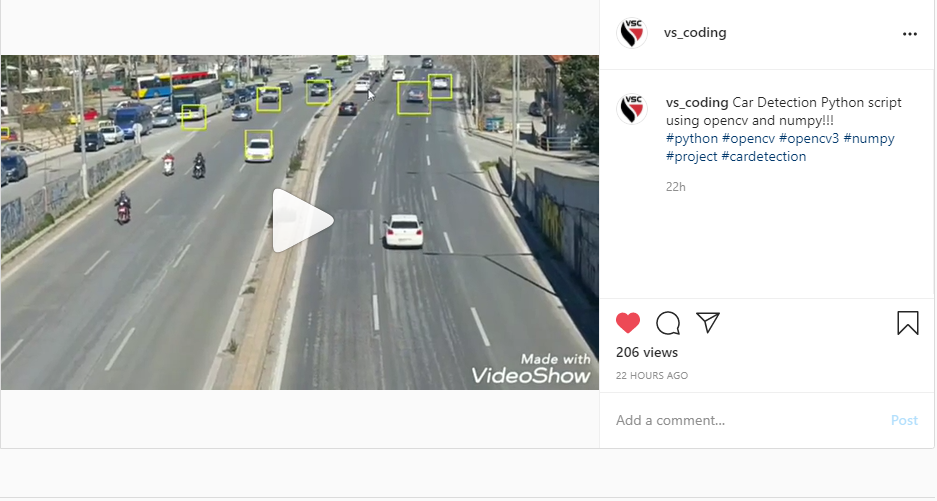 VSC
vs_coding
VSC
vs_coding Car Detection Python script
using opencv and numpy!!!
#python #opencv #opencv3 #numpy
#project #cardetection
22h
Made with
VideoShow
206 views
22 HOURS AGO
Add a comment...
Post